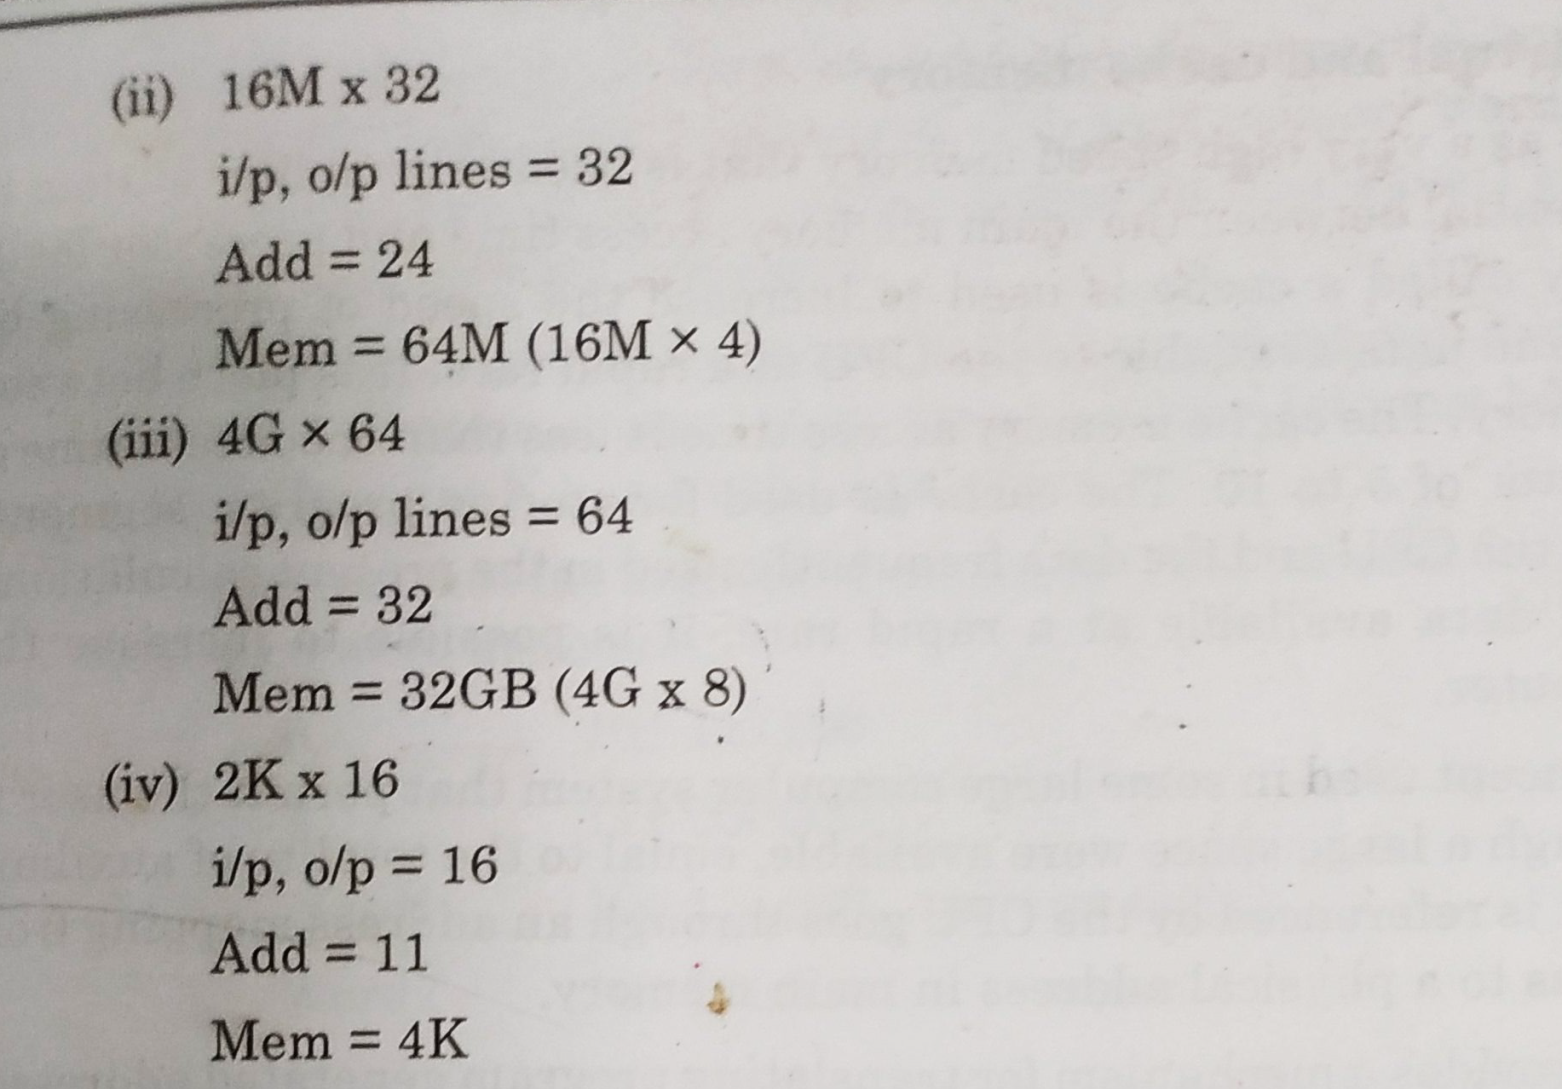 (ii) 16M x 32
i/p, o/p lines = 32
Add = 24
Mem = 64M (16M × 4)
(iii) 4G × 64
i/p, o/p lines = 64
Add = 32
Mem = 32GB (4G x 8)
(iv) 2K x 16
i/p, o/p = 16
Add = 11
Mem = 4K